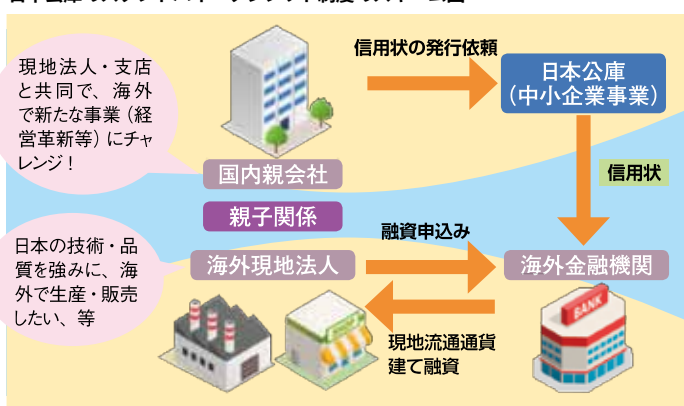 現地法人・支店
と共同で、海外
で新たな事業（経
営革新等）にチャ
レンジ！
信用状の発行依頼
日本公庫
（中小企業事業）
国内親会社
信用状
親子関係
日本の技術・品
質を強みに、海
外で生産・販売
したい、等
融資申込み
海外現地法人
海外金融機関
現地流通通貨
建て融資
BANK